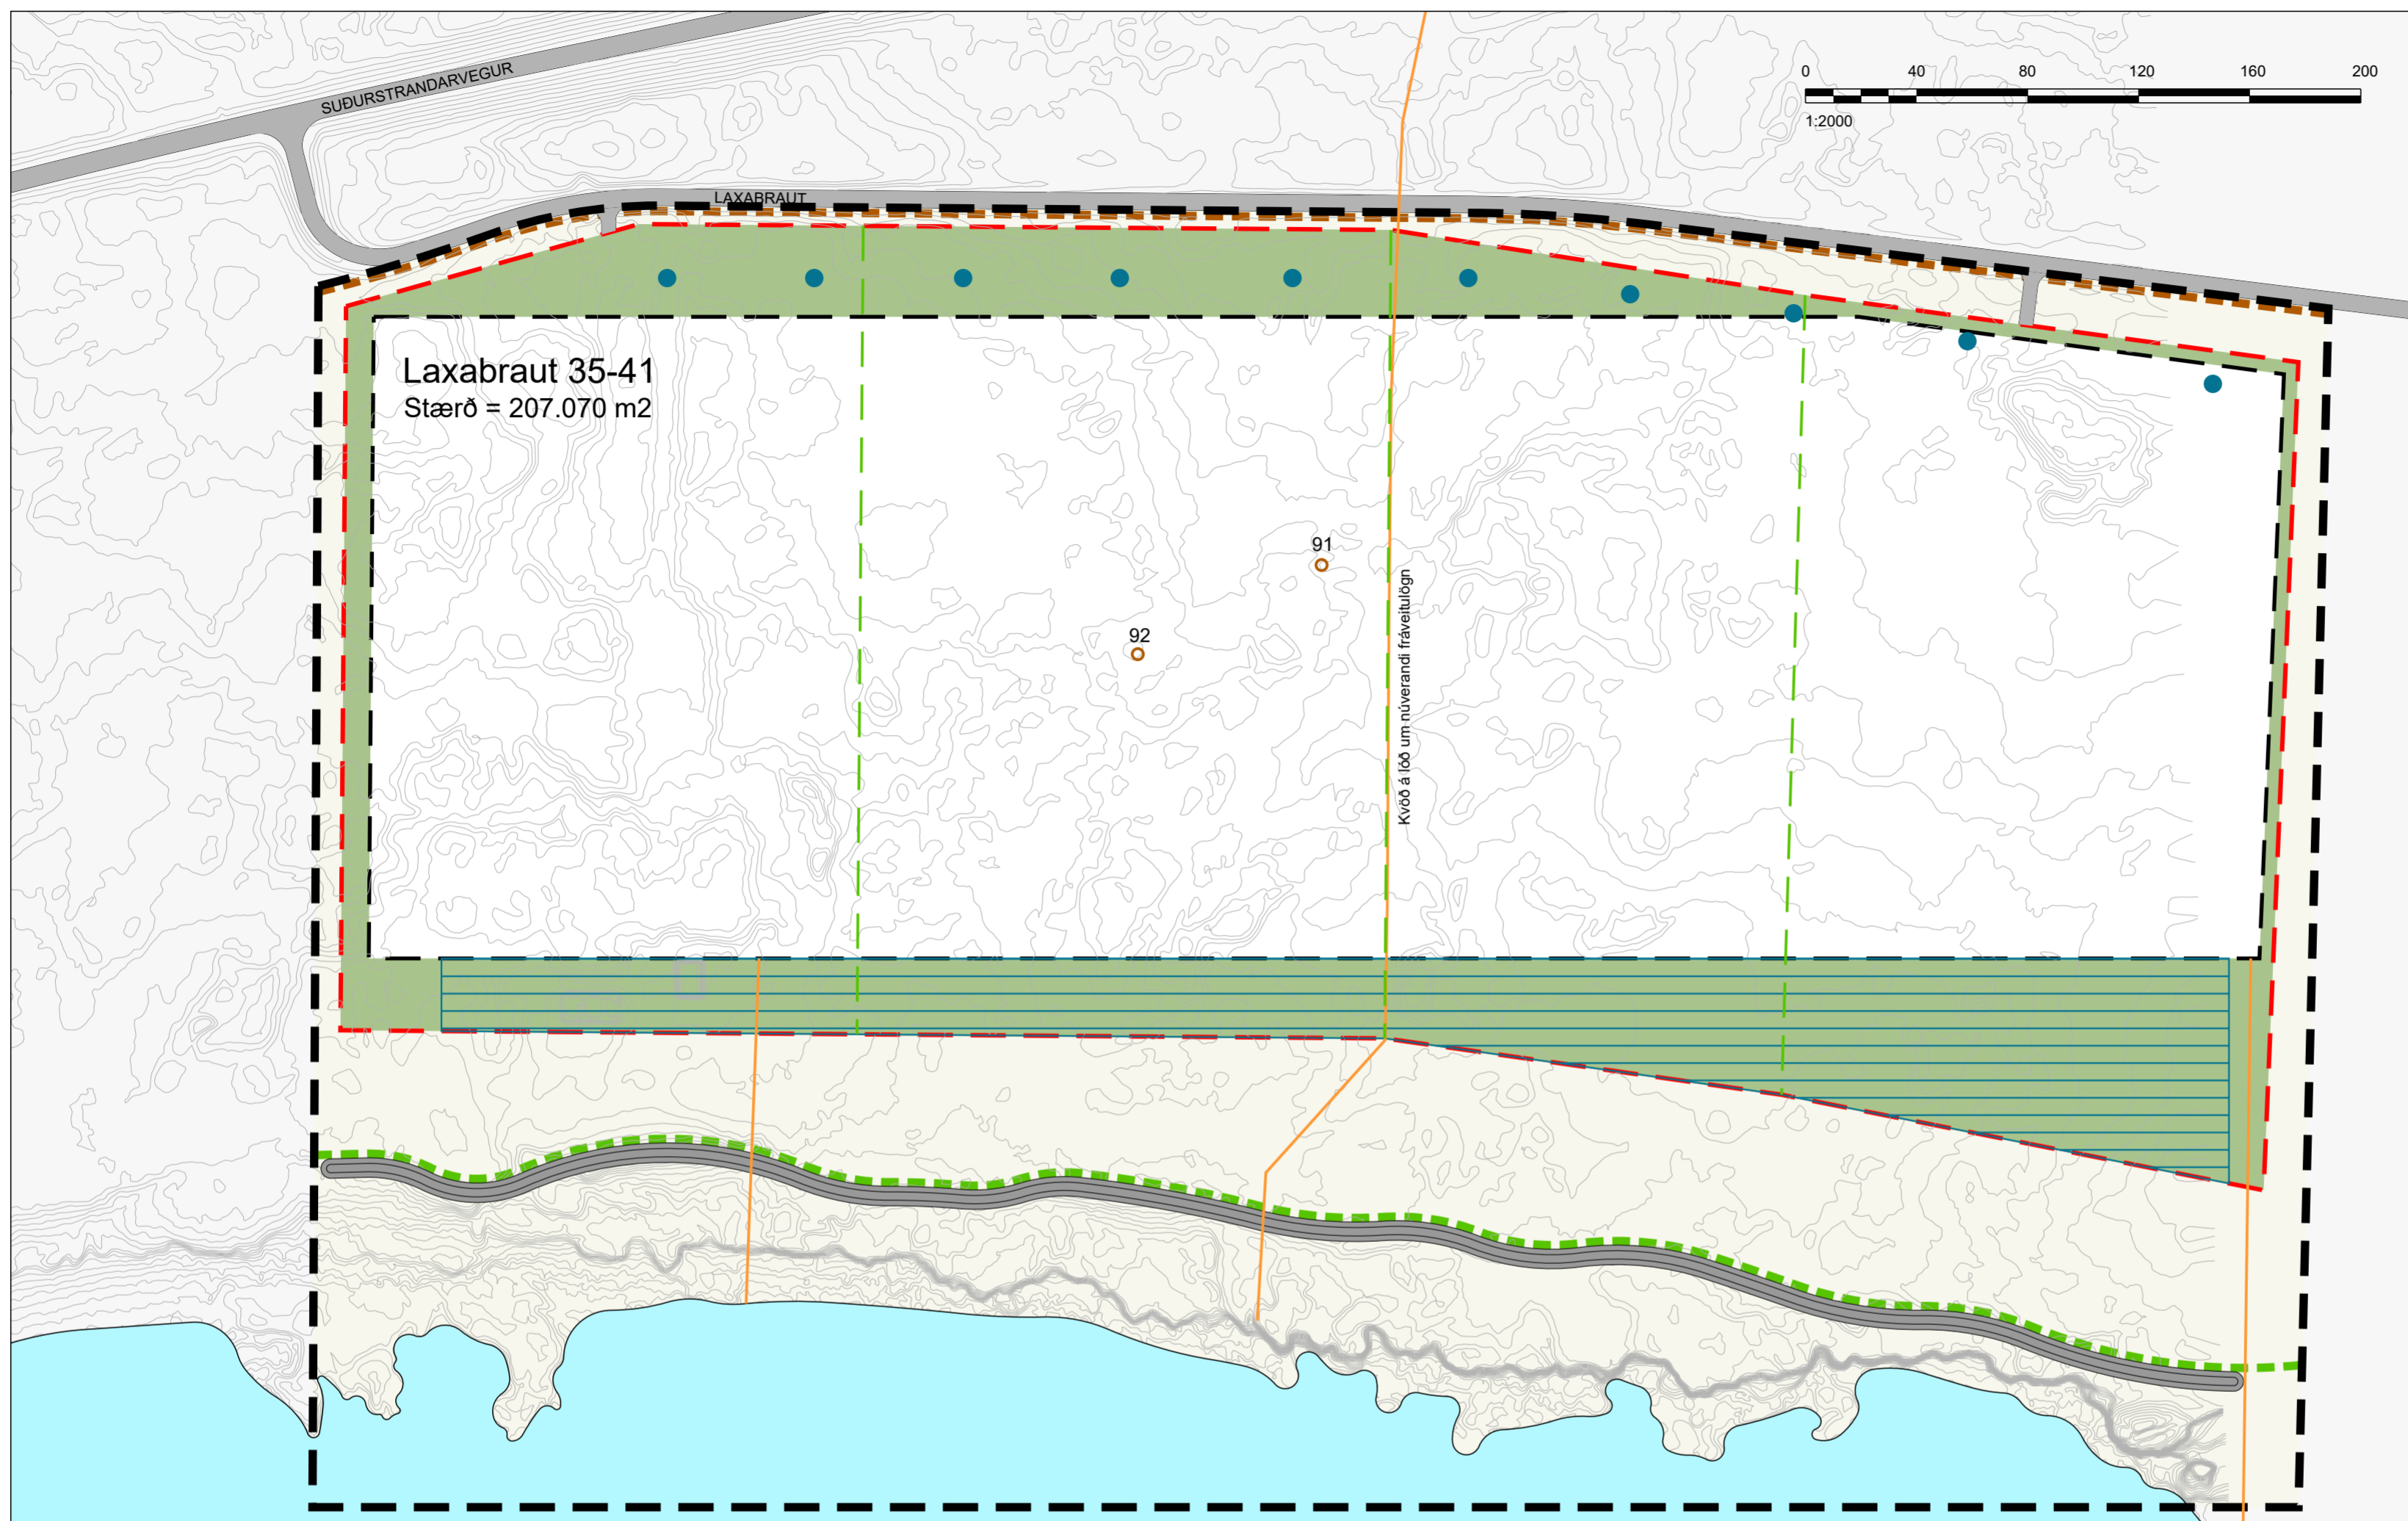 SUÐURSTRANDARVEGUR
0 40 80 120 160 200
1:2000
LAXABRAUT
Laxabraut 35-41
Stærð = 207.070 m2
91
92
Kvöð á lóð um núverandi fráveitulögn